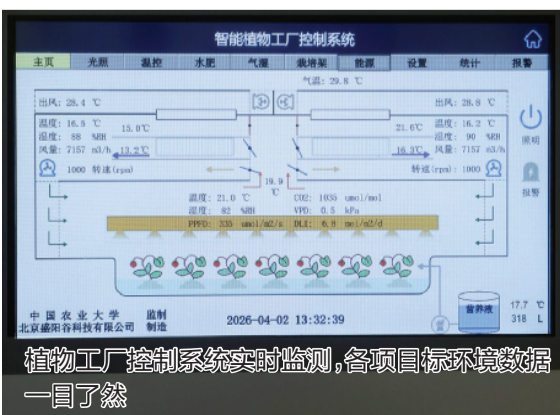 智能植物工厂控制系统
主页 光照 温控 水肥 气灌 栽培架 能源 设置 统计 报警
气温: 29.8 ℃
出风: 28.4 ℃
出风: 28.8 ℃
温度: 16.5 ℃
湿度: 88 %RH
风量: 7157 m3/h
15.0℃
13.2℃
1000 转速(rpm)
21.6℃
16.3℃
温度: 16.2 ℃
湿度: 90 %RH
风量: 7157 m3/h
转速(rpm): 1000
照明
报警
19.9
℃
温度: 21.0 ℃ CO2: 1035 umol/mol
湿度: 82 %RH VPD: 0.5 kPa
PPFD: 335 umol/m2/s DLI: 6.8 mol/m2/d
中国农业大学 监制
北京盛阳谷科技有限公司 制造
2026-04-02 13:32:39
营养液
17.7 ℃
318 L
植物工厂控制系统实时监测,各项目标环境数据
一目了然